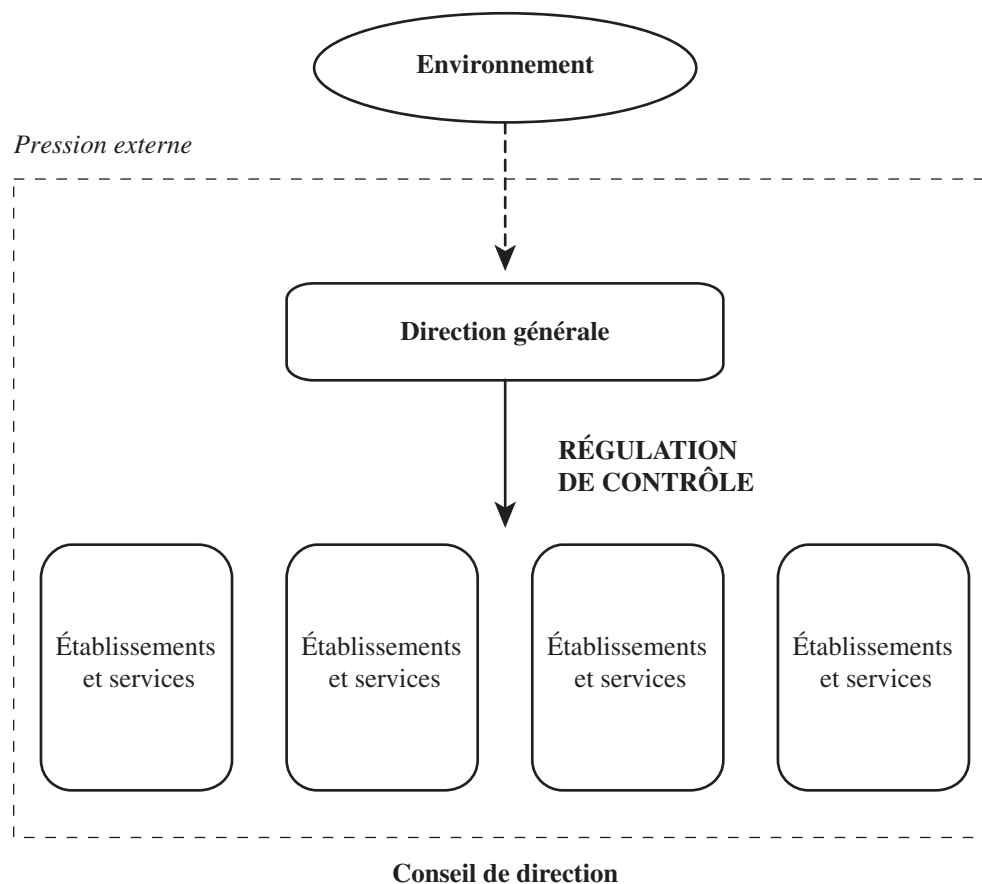 Environnement
Pression externe
Direction générale
RÉGULATION
DE CONTRÔLE
Établissements
et services
Établissements
et services
Établissements
et services
Établissements
et services
Conseil de direction